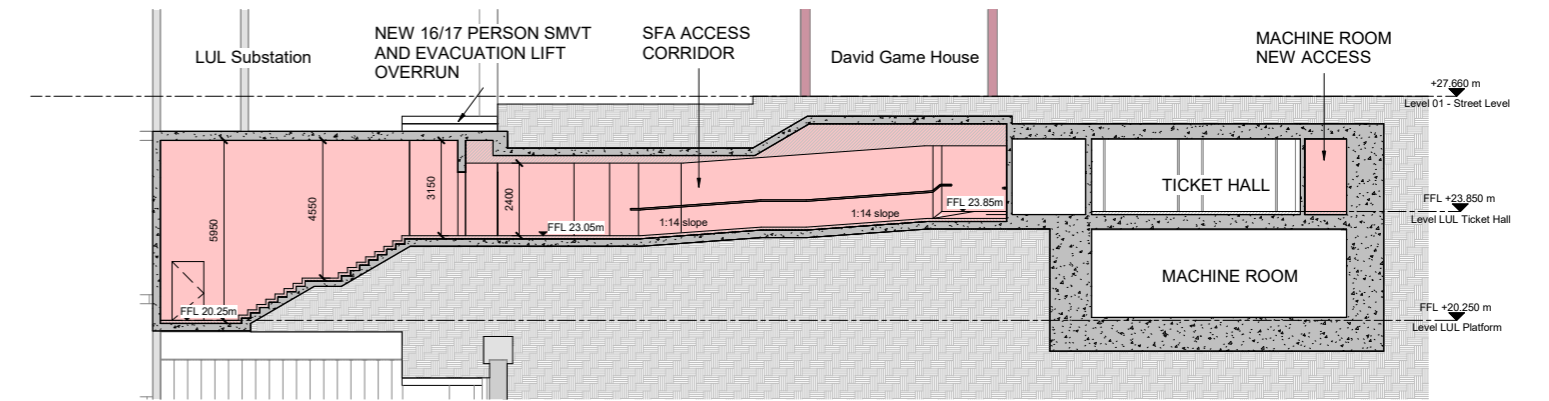 LUL Substation
NEW 16/17 PERSON SMVT
AND EVACUATION LIFT
OVERRUN
SFA ACCESS
CORRIDOR
David Game House
MACHINE ROOM
NEW ACCESS
+27.660 m
Level 01 - Street Level
5950
4550
3150
2400
FFL 20.25m
FFL 23.05m
1:14 slope
1:14 slope
FFL 23.85m
TICKET HALL
FFL +23.850 m
Level LUL Ticket Hall
MACHINE ROOM
FFL +20.250 m
Level LUL Platform